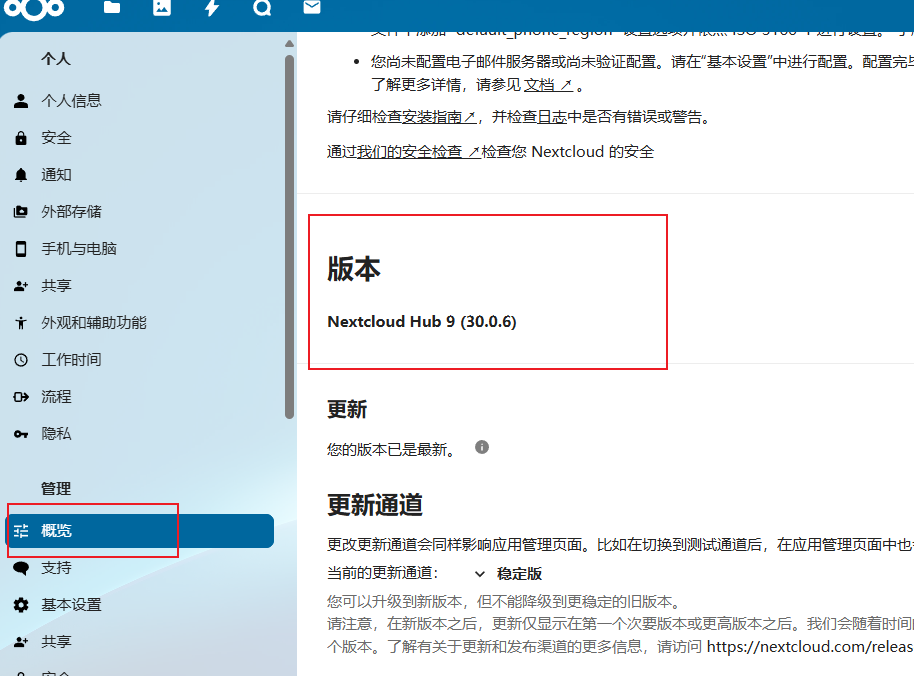 个人
个人信息
安全
通知
外部存储
手机与电脑
共享
外观和辅助功能
工作时间
流程
隐私
管理
概览
支持
基本设置
共享
您尚未配置电子邮件服务器或尚未验证配置。请在“基本设置”中进行配置。配置完
了解更多详情，请参见 文档 ↗ 。
请仔细检查安装指南↗，并检查日志中是否有错误或警告。
通过我们的安全检查 ↗检查您 Nextcloud 的安全
版本
Nextcloud Hub 9 (30.0.6)
更新
您的版本已是最新。
更新通道
更改更新通道会同样影响应用管理页面。比如在切换到测试通道后，在应用管理页面中也
当前的更新通道：
稳定版
您可以升级到新版本，但不能降级到更稳定的旧版本。
请注意，在新版本之后，更新仅显示在第一个次要版本或更高版本之后。我们会随着时间
个版本。了解有关于更新和发布渠道的更多信息，请访问 https://nextcloud.com/releas